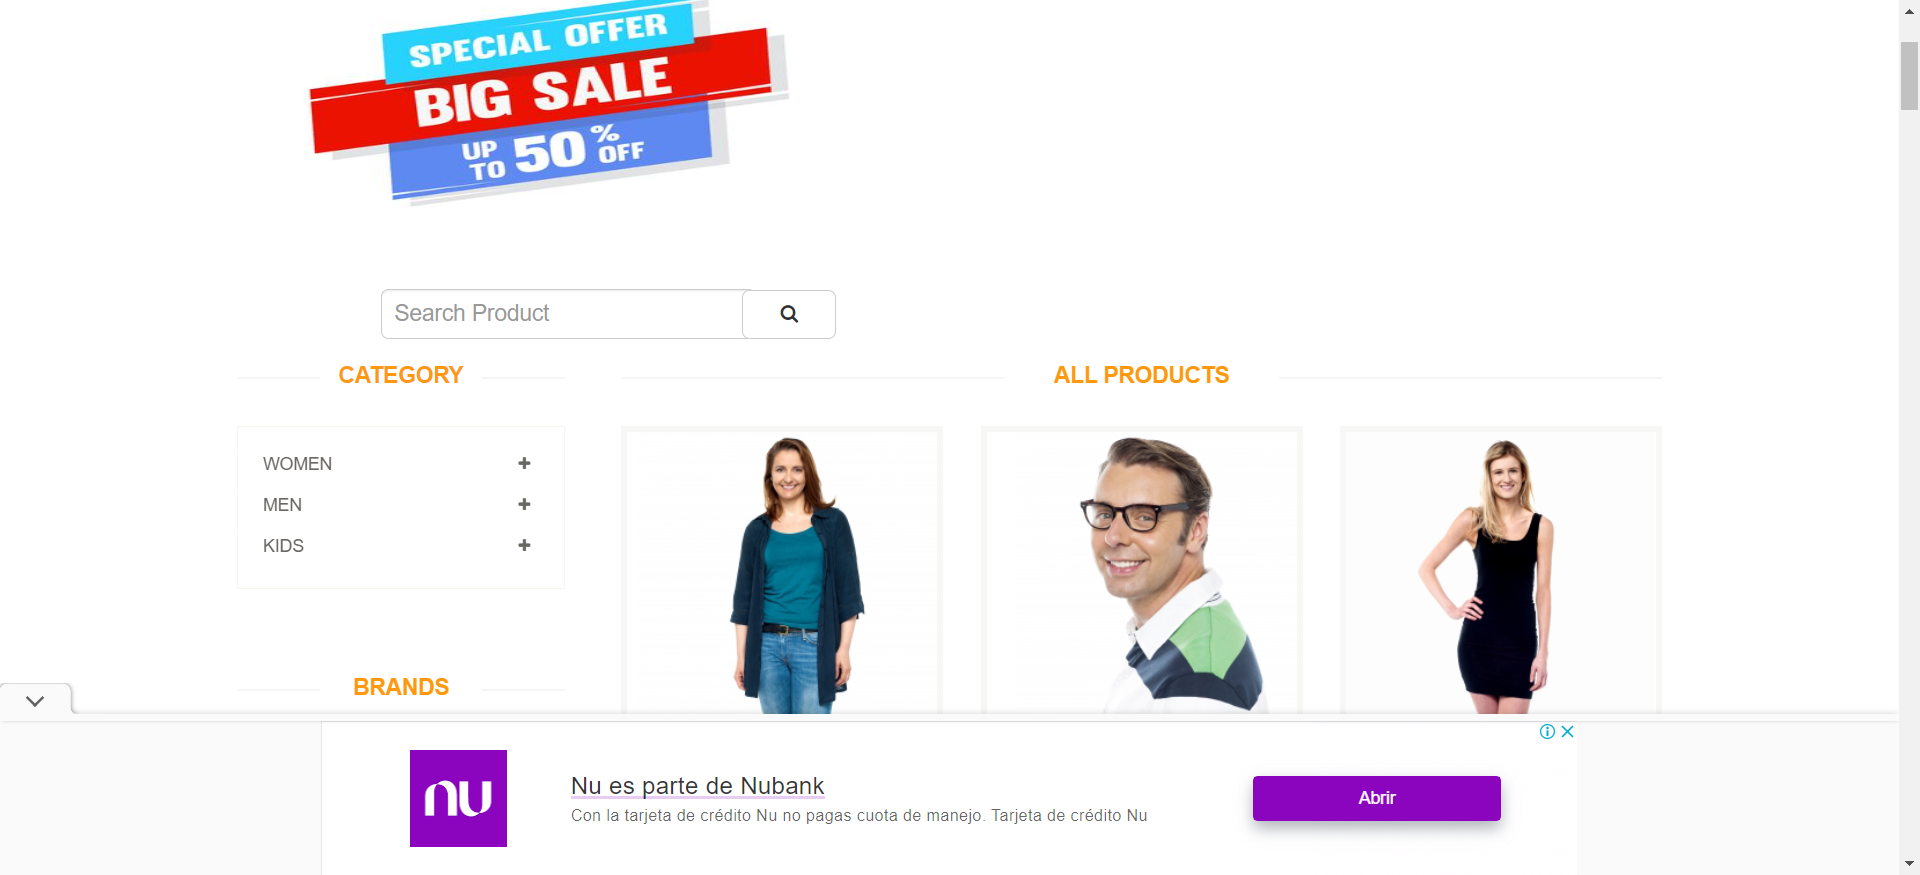 SPECIAL OFFER
BIG SALE
UP TO 50% OFF
Search Product
CATEGORY
ALL PRODUCTS
WOMEN
MEN
KIDS
BRANDS
nu
Nu es parte de Nubank
Con la tarjeta de crédito Nu no pagas cuota de manejo. Tarjeta de crédito Nu
Abrir